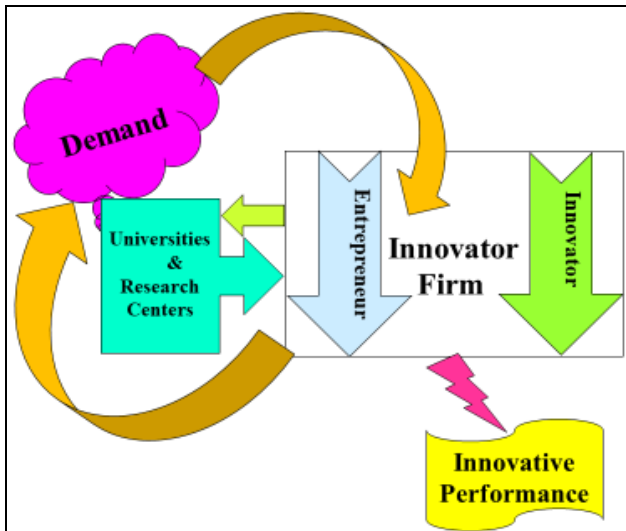 Demand
Universities
&
Research
Centers
Entrepreneur
Innovator
Firm
Innovator
Innovative
Performance